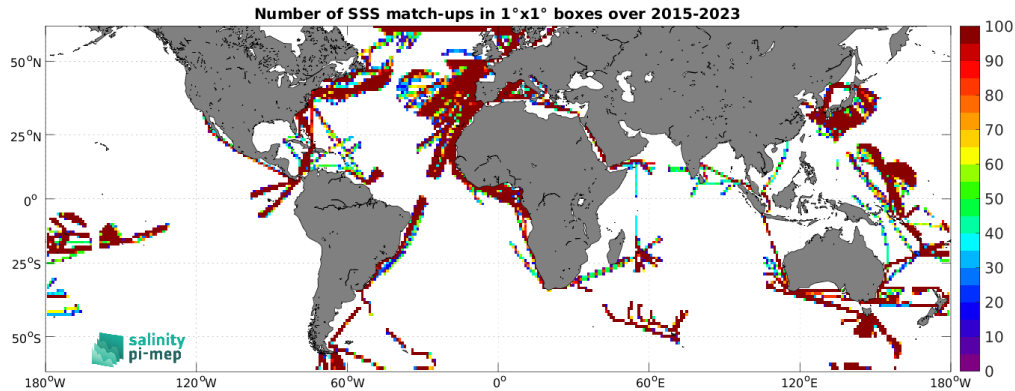 Number of SSS match-ups in 1°x1° boxes over 2015-2023
50°N
25°N
0°
25°S
50°S
180°W
120°W
60°W
0°
60°E
120°E
180°W
100
90
80
70
60
50
40
30
20
10
0
salinity
pi-mep